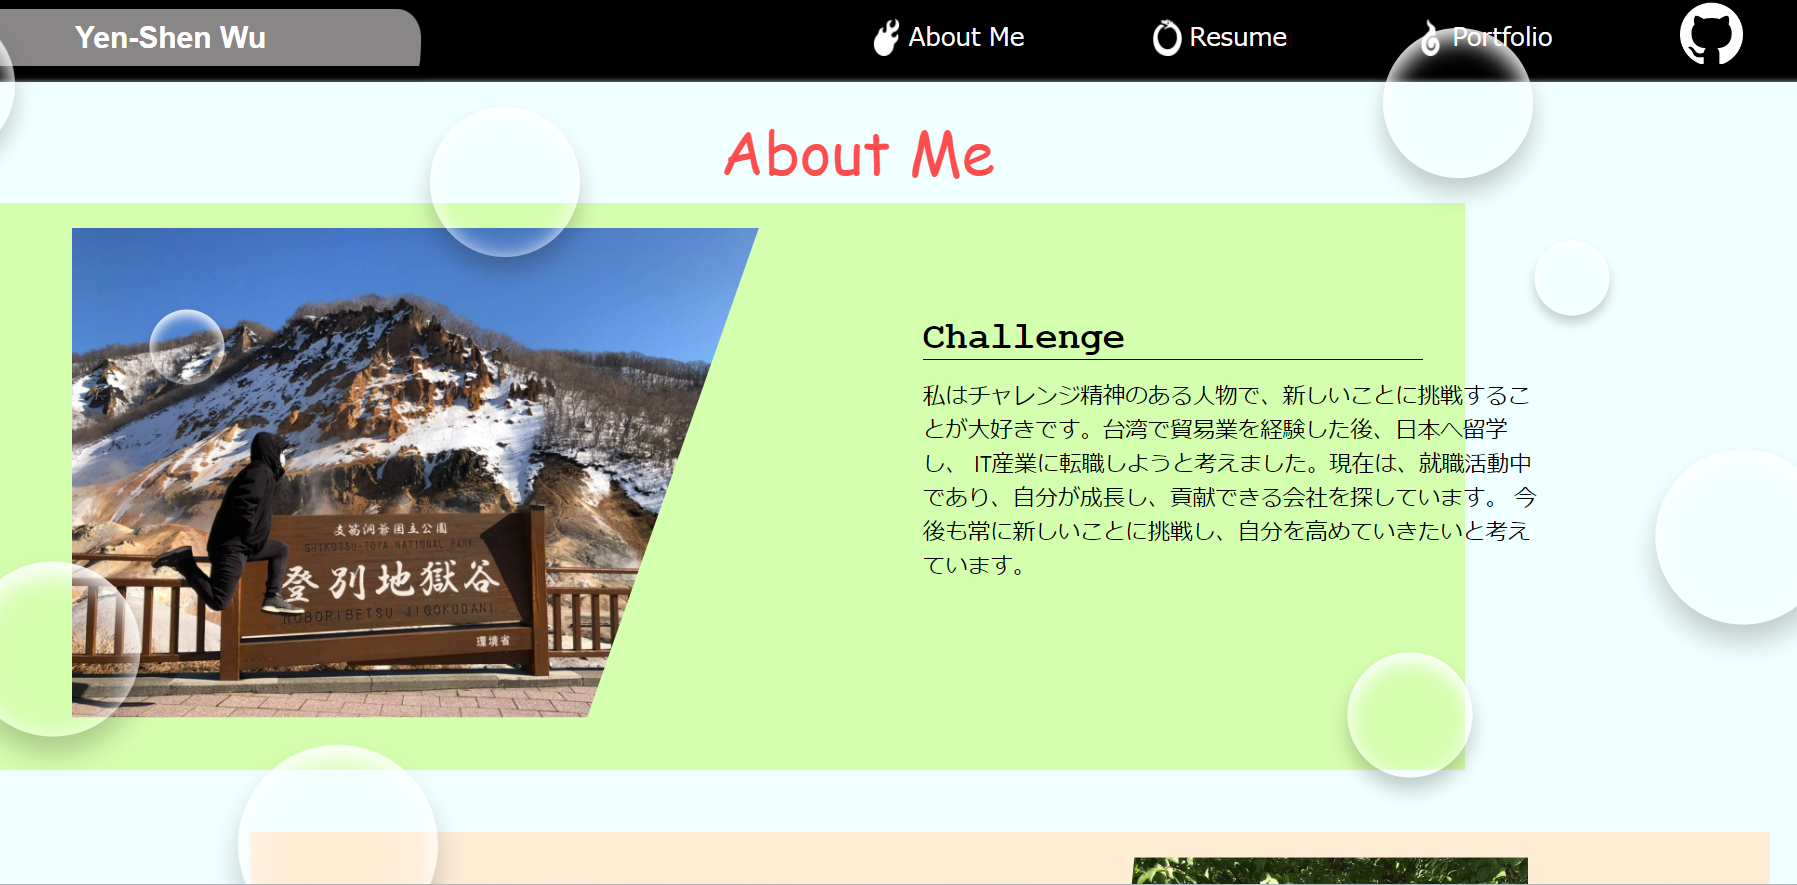 Yen-Shen Wu
About Me
Resume
Portfolio
About Me
支笏洞爺国立公園
SHIKOTSU-TOYA NATIONAL PARK
登別地獄谷
NOBORIBETSU JIGOKUDANI
環境省
Challenge
私はチャレンジ精神のある人物で、新しいことに挑戦するこ
とが大好きです。台湾で貿易業を経験した後、日本へ留学
し、 IT産業に転職しようと考えました。現在は、就職活動中
であり、自分が成長し、貢献できる会社を探しています。 今
後も常に新しいことに挑戦し、自分を高めていきたいと考え
ています。